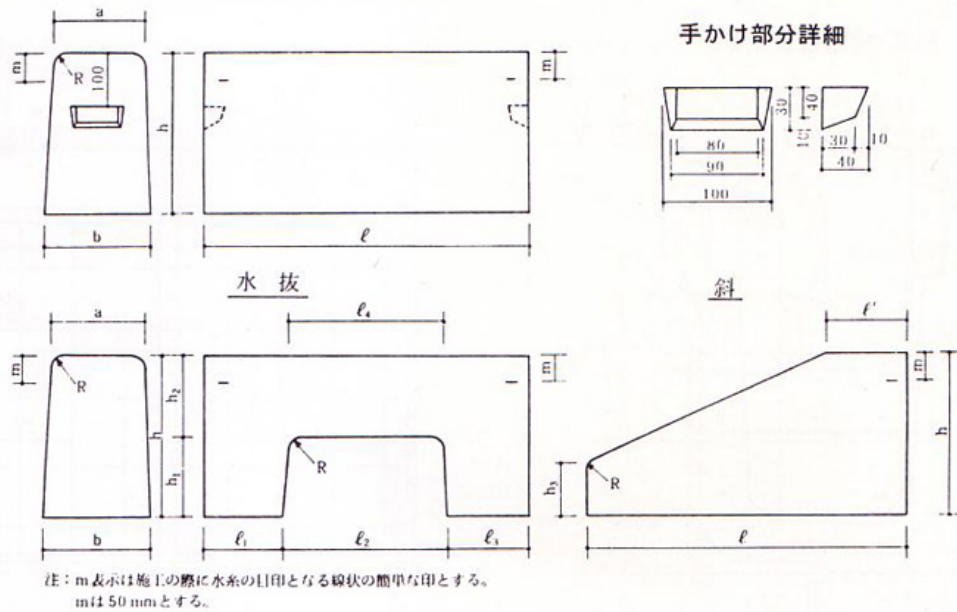 a
m
R
100
h
m
b
ℓ
手かけ部分詳細
30
40
10
80
90
100
30
10
40
水抜
a
m
R
h
h₂
h₁
b
ℓ₄
m
R
ℓ₁
ℓ₂
ℓ₃
斜
ℓ'
m
h
h₃
R
ℓ
注：m表示は施工の際に水糸の目印となる線状の簡単な印とする。
mは50mmとする。